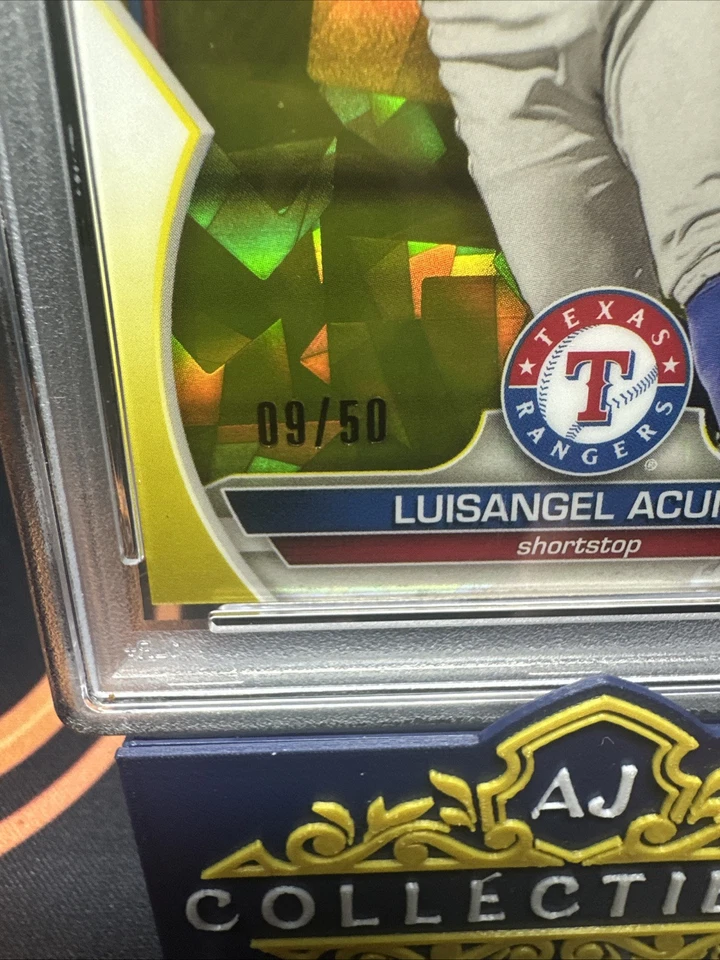 09/50
TEXAS
T
RANGERS
®
LUISANGEL ACU
shortstop
AJ
COLLECTI